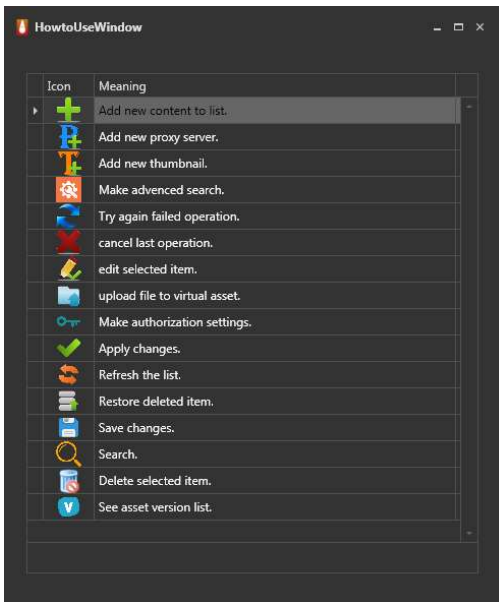 HowtoUseWindow
Icon Meaning
Add new content to list.
P Add new proxy server.
T Add new thumbnail.
Make advenced search.
Try again failed operation.
cancel last operation.
edit selected item.
upload file to virtual asset.
Make authorization settings.
Apply changes.
Refresh the list.
Restore deleted item.
Save changes.
Search.
Delete selected item.
V See asset version list.